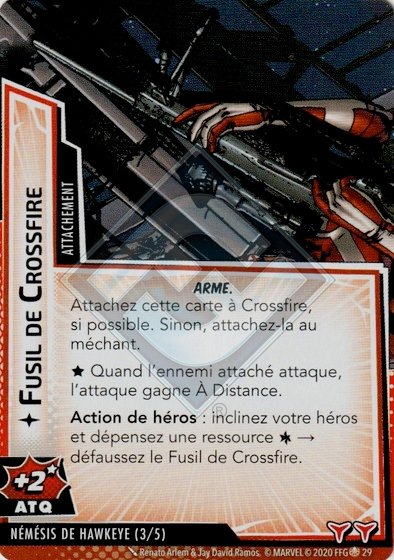 FUSIL DE CROSSFIRE
ATTACHEMENT
ARME.
Attachez cette carte à Crossfire,
si possible. Sinon, attachez-la au
méchant.
★ Quand l'ennemi attaché attaque,
l'attaque gagne À Distance.
Action de héros : inclinez votre héros
et dépensez une ressource →
défaussez le Fusil de Crossfire.
+2★
ATQ
NÉMÉSIS DE HAWKEYE (3/5)
Renato Arlem & Jay David Ramos. © MARVEL © 2020 FFG 29